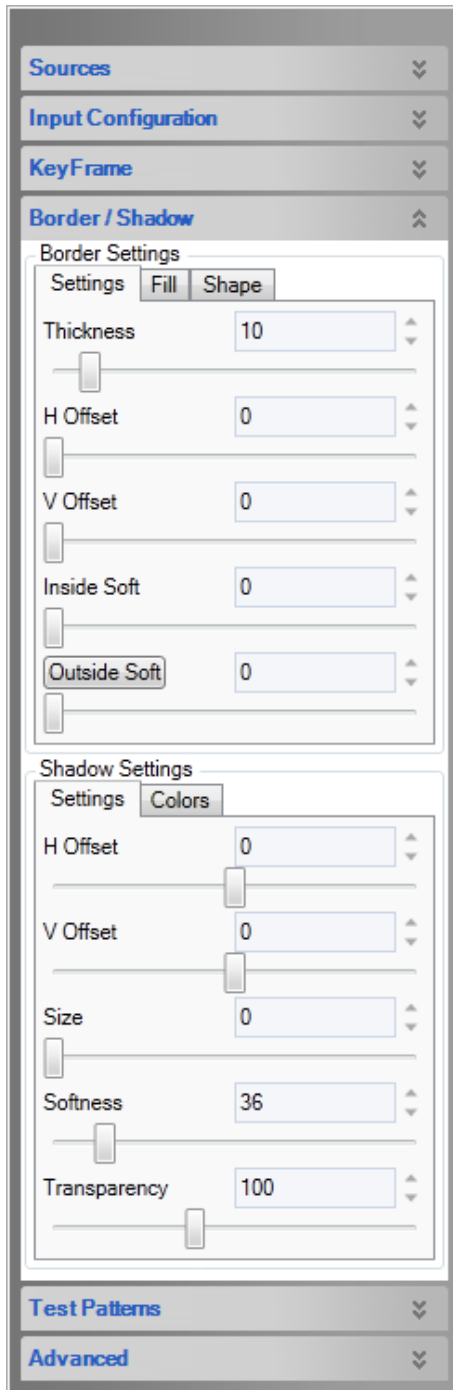 Sources
Input Configuration
KeyFrame
Border / Shadow
Border Settings
Settings Fill Shape
Thickness 10
H Offset 0
V Offset 0
Inside Soft 0
Outside Soft 0
Shadow Settings
Settings Colors
H Offset 0
V Offset 0
Size 0
Softness 36
Transparency 100
Test Patterns
Advanced